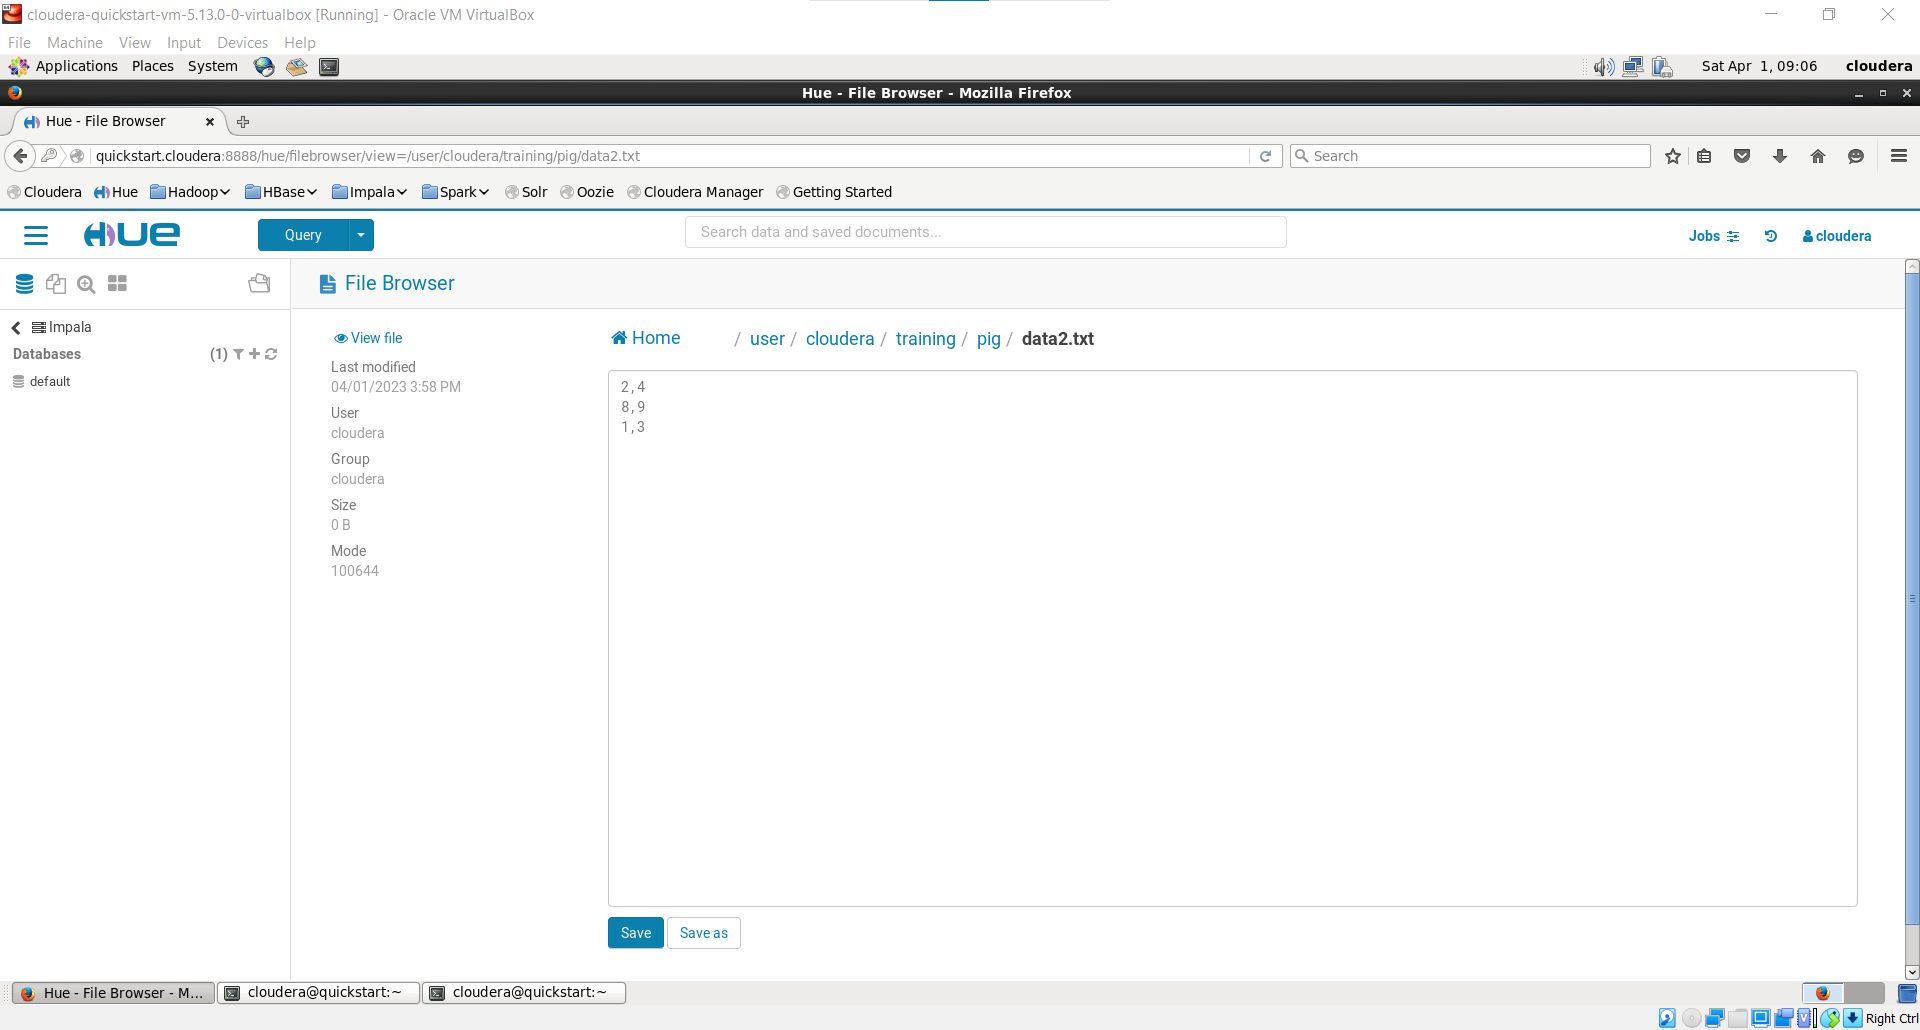 cloudera-quickstart-vm-5.13.0-0-virtualbox [Running] - Oracle VM VirtualBox
File Machine View Input Devices Help
Applications Places System Sat Apr 1, 09:06 cloudera
Hue - File Browser - Mozilla Firefox
Hue - File Browser
quickstart.cloudera:8888/hue/filebrowser/view=/user/cloudera/training/pig/data2.txt Search
Cloudera Hue Hadoop HBase Impala Spark Solr Oozie Cloudera Manager Getting Started
HUE Query Search data and saved documents... Jobs cloudera
File Browser
Impala
Databases (1)
default
View file
Last modified
04/01/2023 3:58 PM
User
cloudera
Group
cloudera
Size
0 B
Mode
100644
Home / user / cloudera / training / pig / data2.txt
2,4
8,9
1,3
Save Save as
Hue - File Browser - M... cloudera@quickstart:~ cloudera@quickstart:~
Right Ctrl